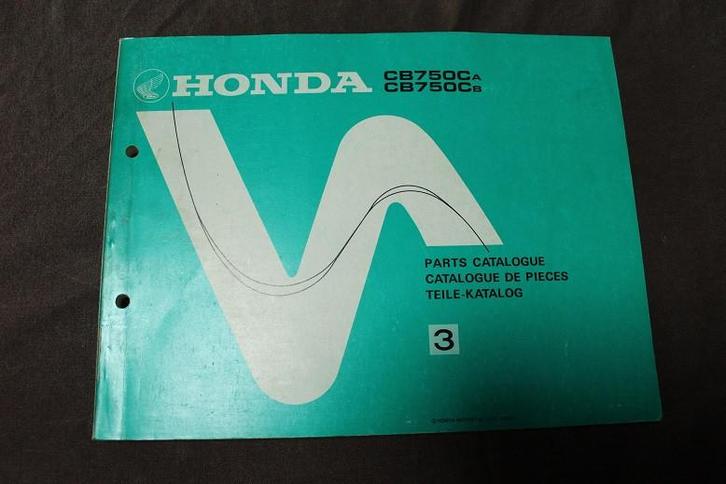 HONDA CB750CA
CB750CB
PARTS CATALOGUE
CATALOGUE DE PIECES
TEILE-KATALOG
3